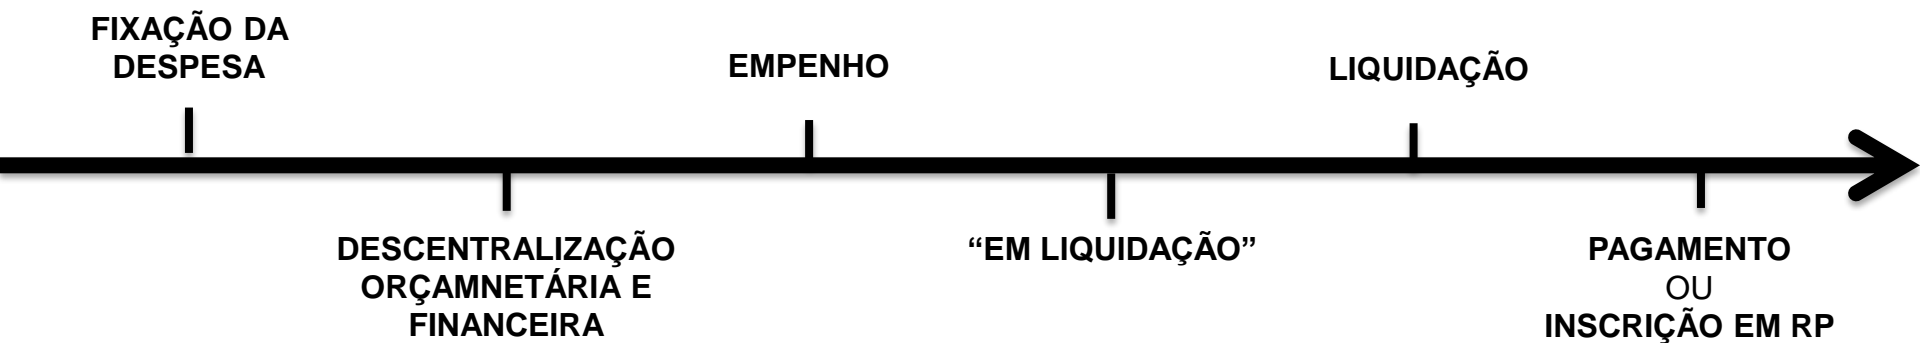 FIXAÇÃO DA
DESPESA
EMPENHO
LIQUIDAÇÃO
DESCENTRALIZAÇÃO
ORÇAMNETÁRIA E
FINANCEIRA
“EM LIQUIDAÇÃO”
PAGAMENTO
OU
INSCRIÇÃO EM RP